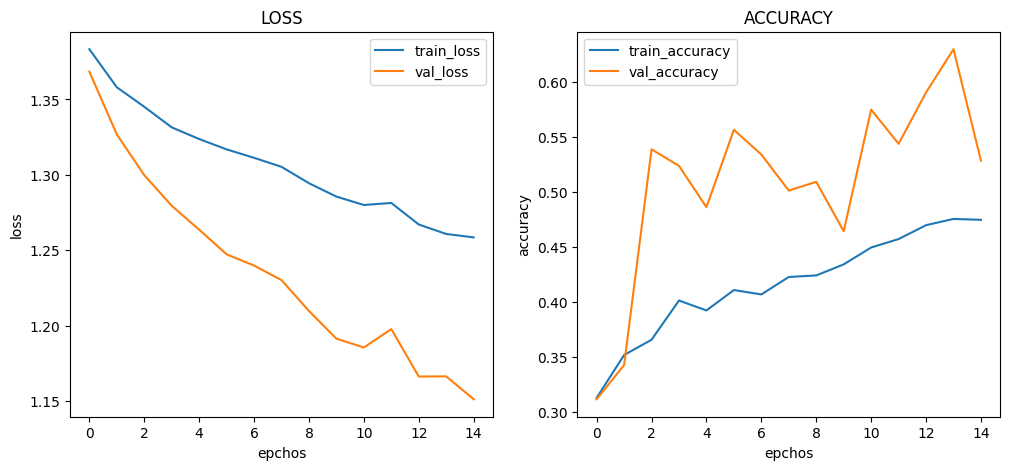 LOSS
train_loss
val_loss
1.35
1.30
1.25
1.20
1.15
loss
0 2 4 6 8 10 12 14
epchos
ACCURACY
train_accuracy
val_accuracy
0.60
0.55
0.50
0.45
0.40
0.35
0.30
accuracy
0 2 4 6 8 10 12 14
epchos